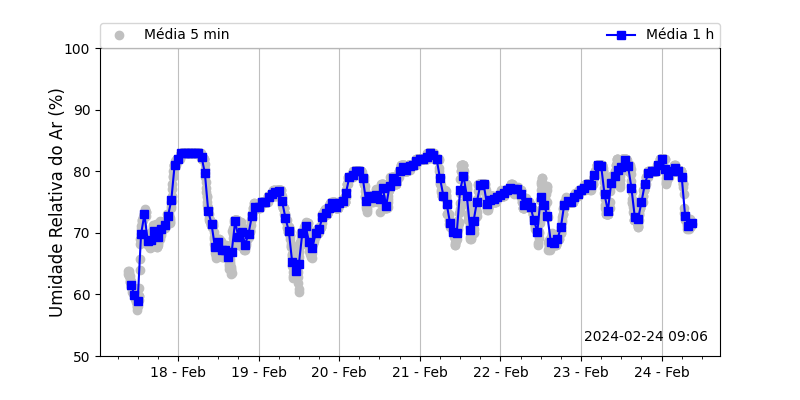 Média 5 min
Média 1 h
100
90
80
70
60
50
Umidade Relativa do Ar (%)
2024-02-24 09:06
18 - Feb
19 - Feb
20 - Feb
21 - Feb
22 - Feb
23 - Feb
24 - Feb